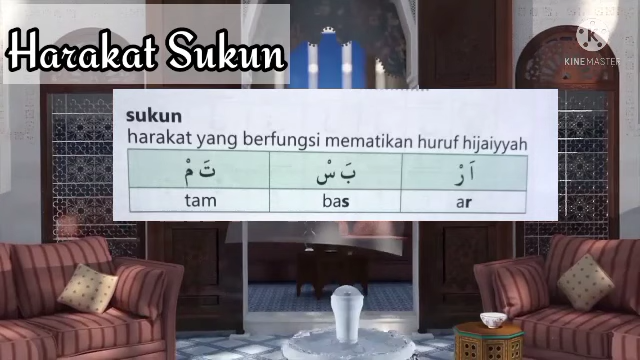 Harakat Sukun
KINEMASTER
sukun
harakat yang berfungsi mematikan huruf hijaiyyah
تَ مْ بَ سْ اَ رْ
tam bas ar